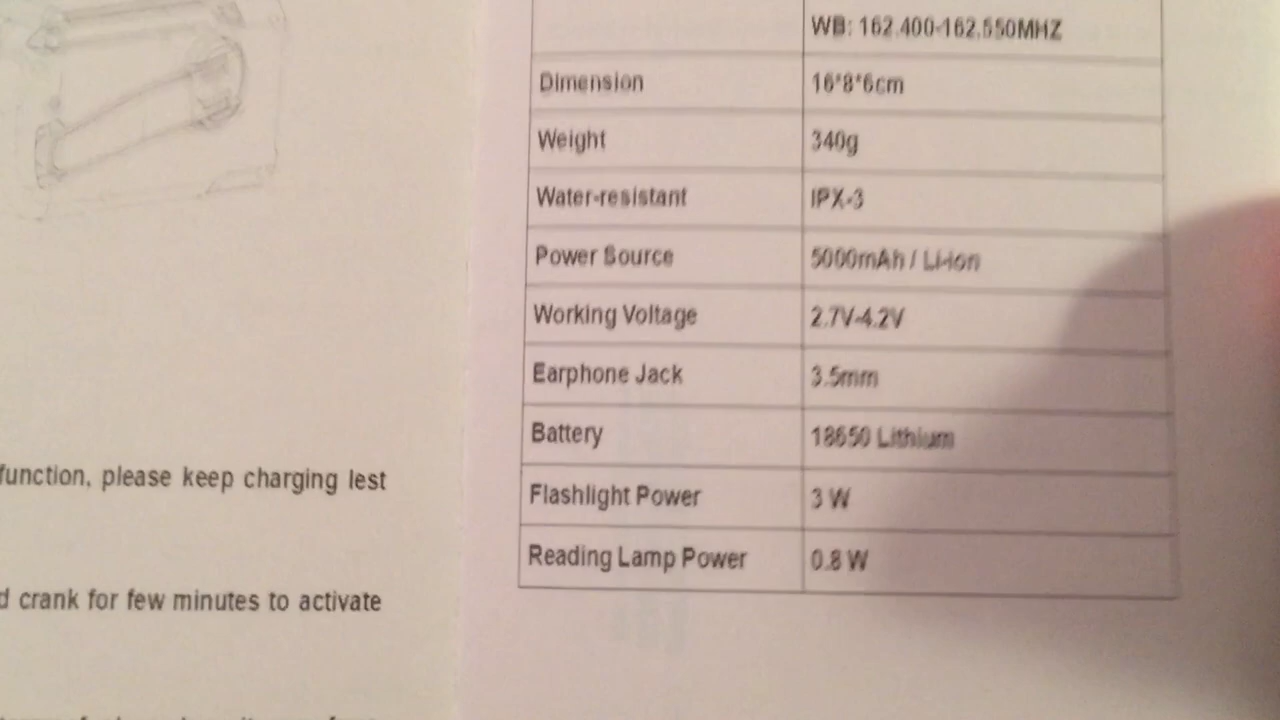 function, please keep charging lest
d crank for few minutes to activate
WB: 162.400-162.550MHZ
Dimension 16*8*6cm
Weight 340g
Water-resistant IPX-3
Power Source 5000mAh / Li-ion
Working Voltage 2.7V-4.2V
Earphone Jack 3.5mm
Battery 18650 Lithium
Flashlight Power 3 W
Reading Lamp Power 0.8 W